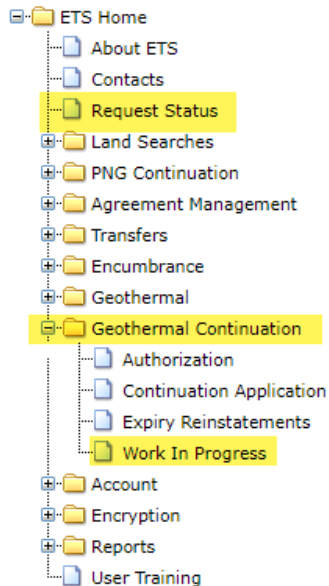 ETS Home
About ETS
Contacts
Request Status
Land Searches
PNG Continuation
Agreement Management
Transfers
Encumbrance
Geothermal
Geothermal Continuation
Authorization
Continuation Application
Expiry Reinstatements
Work In Progress
Account
Encryption
Reports
User Training